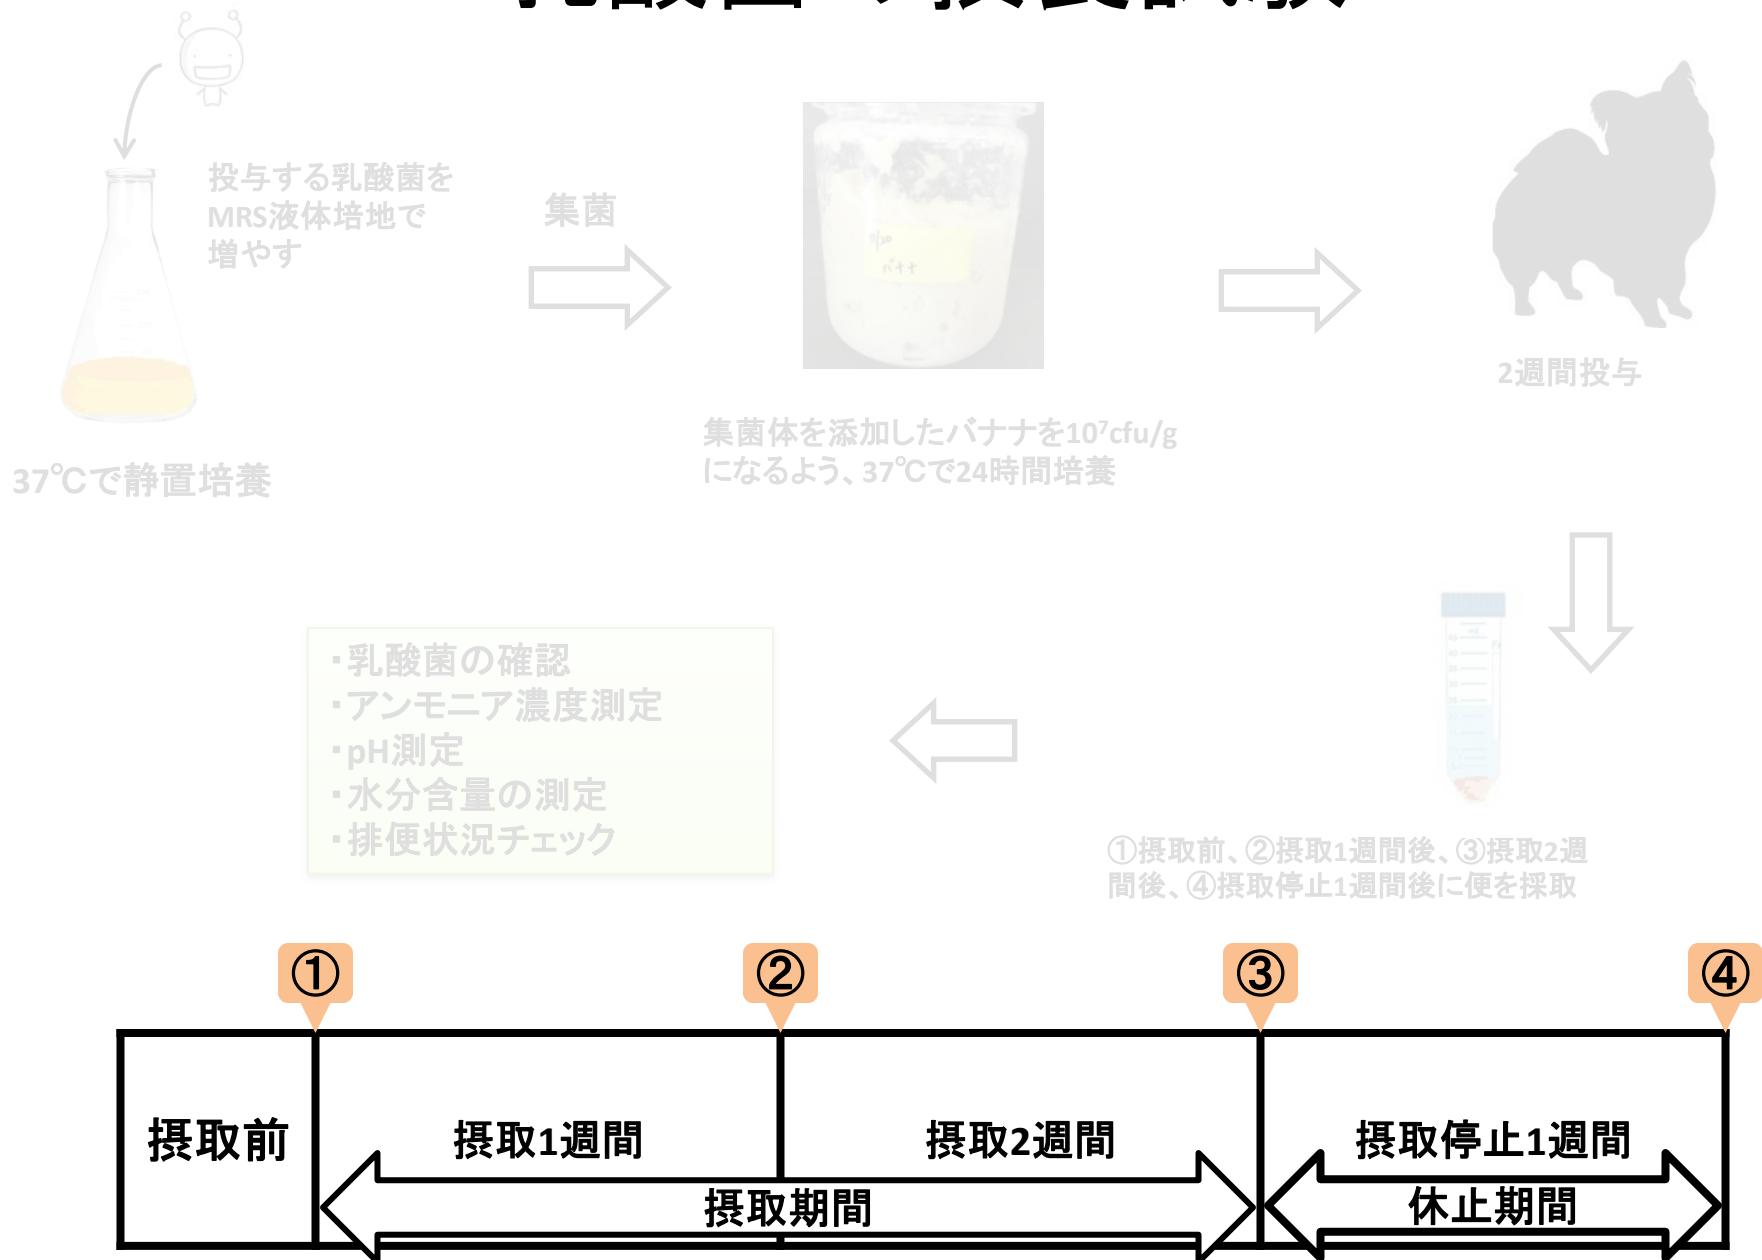 投与する乳酸菌を
MRS液体培地で
増やす
集菌
バナナ
2週間投与
37℃で静置培養
集菌体を添加したバナナを10⁷cfu/g
になるよう、37℃で24時間培養
・乳酸菌の確認
・アンモニア濃度測定
・pH測定
・水分含量の測定
・排便状況チェック
①摂取前、②摂取1週間後、③摂取2週
間後、④摂取停止1週間後に便を採取
① ② ③ ④
摂取前 摂取1週間 摂取2週間 摂取停止1週間
摂取期間 休止期間